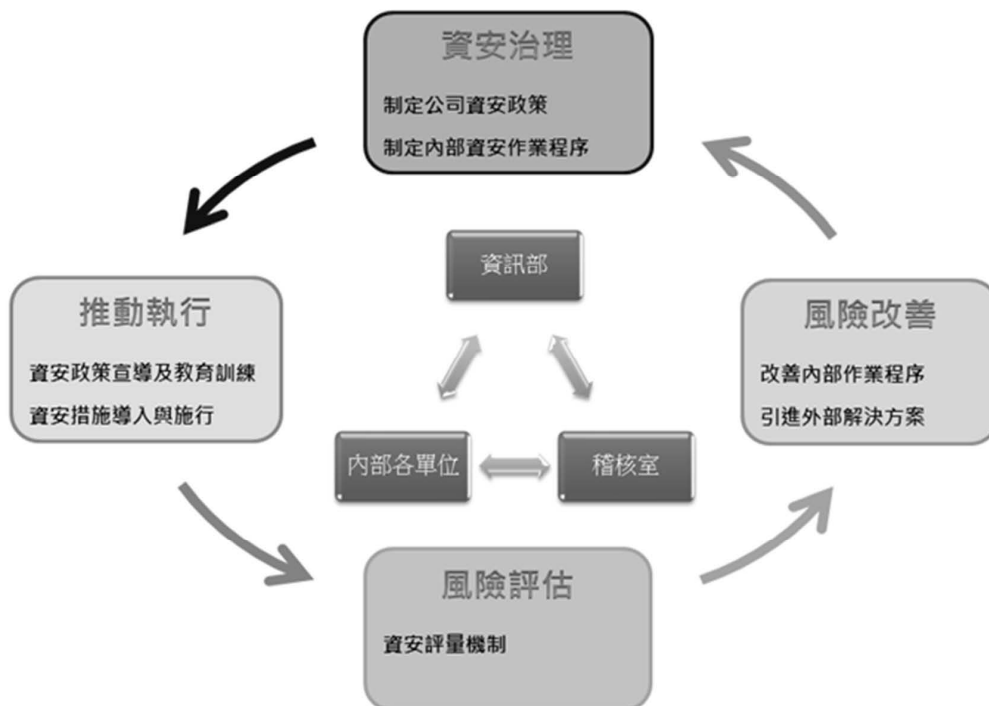 資安治理
制定公司資安政策
制定內部資安作業程序
資訊部
推動執行
資安政策宣導及教育訓練
資安措施導入與施行
風險改善
改善內部作業程序
引進外部解決方案
內部各單位
稽核室
風險評估
資安評量機制